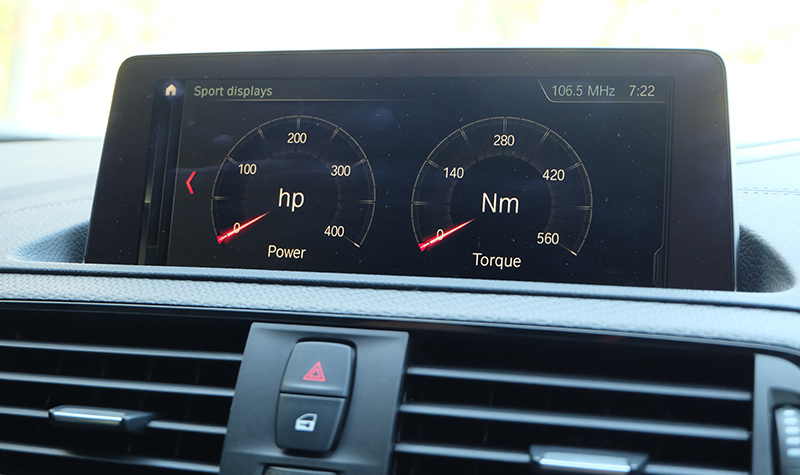 Sport displays
106.5 MHz 7:22
200
100
300
hp
0
400
Power
280
140
420
Nm
0
560
Torque